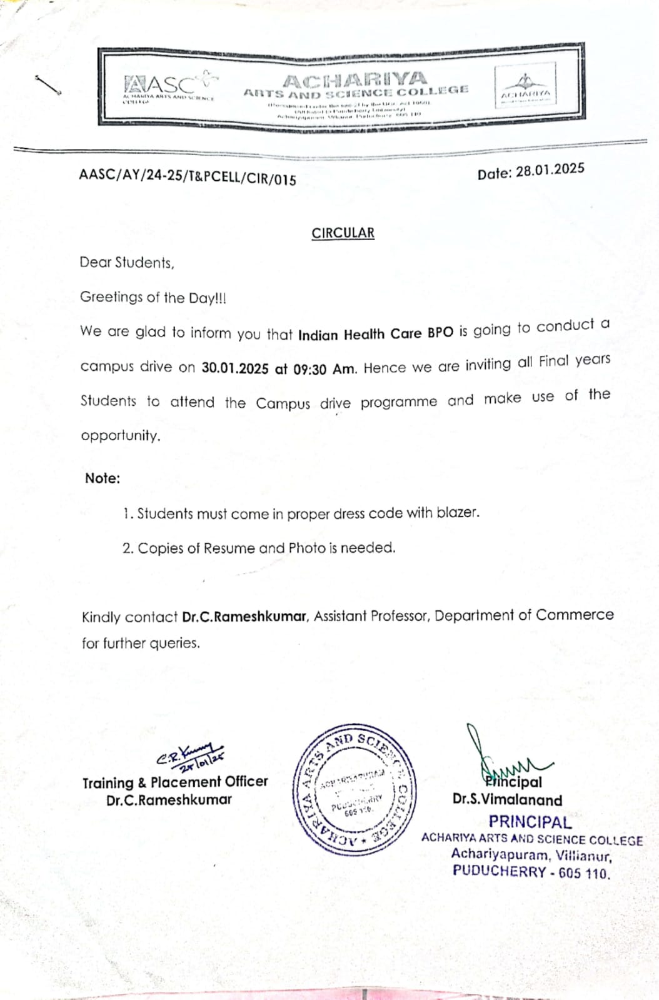 AASC
ACHARIYA ARTS AND SCIENCE
COLLEGE
ACHARIYA
ARTS AND SCIENCE COLLEGE
ACHARIYA
AASC/AY/24-25/T&PCELL/CIR/015
Date: 28.01.2025
CIRCULAR
Dear Students,
Greetings of the Day!!!
We are glad to inform you that Indian Health Care BPO is going to conduct a
campus drive on 30.01.2025 at 09:30 Am. Hence we are inviting all Final years
Students to attend the Campus drive programme and make use of the
opportunity.
Note:
1. Students must come in proper dress code with blazer.
2. Copies of Resume and Photo is needed.
Kindly contact Dr.C.Rameshkumar, Assistant Professor, Department of Commerce
for further queries.
C.R.Kumar
28/01/25
Training & Placement Officer
Dr.C.Rameshkumar
ACHARIYA ARTS AND SCIENCE COLLEGE
ACHARIYAPURAM
PUDUCHERRY
605 110.
Principal
Dr.S.Vimalanand
PRINCIPAL
ACHARIYA ARTS AND SCIENCE COLLEGE
Achariyapuram, Villianur,
PUDUCHERRY - 605 110.